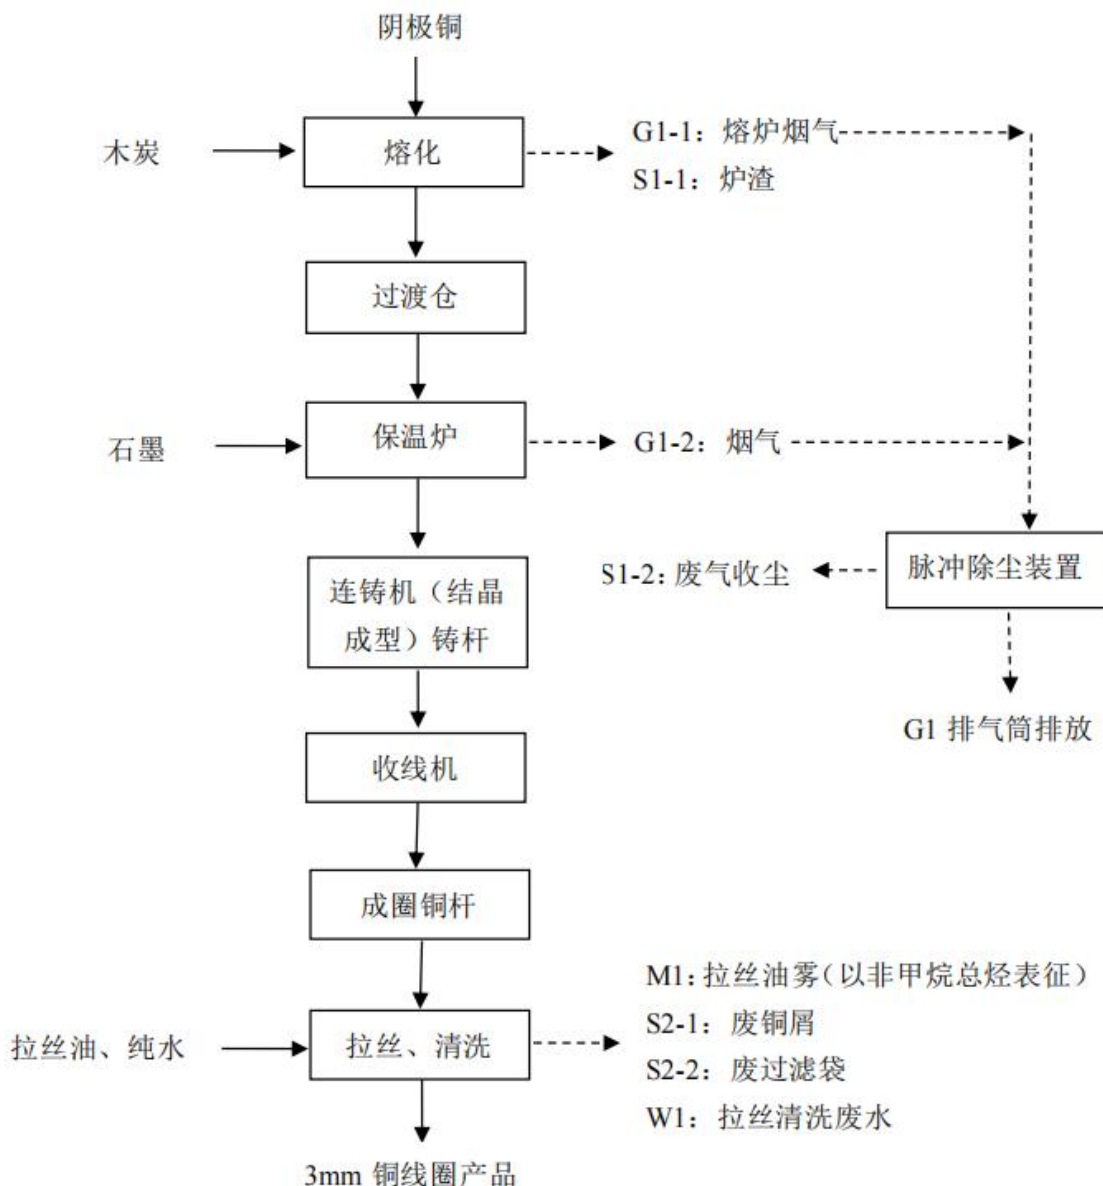 阴极铜
木炭
熔化
G1-1：熔炉烟气
S1-1：炉渣
过渡仓
石墨
保温炉
G1-2：烟气
连铸机（结晶
成型）铸杆
S1-2：废气收尘
脉冲除尘装置
G1 排气筒排放
收线机
成圈铜杆
拉丝油、纯水
拉丝、清洗
M1：拉丝油雾（以非甲烷总烃表征）
S2-1：废铜屑
S2-2：废过滤袋
W1：拉丝清洗废水
3mm 铜线圈产品